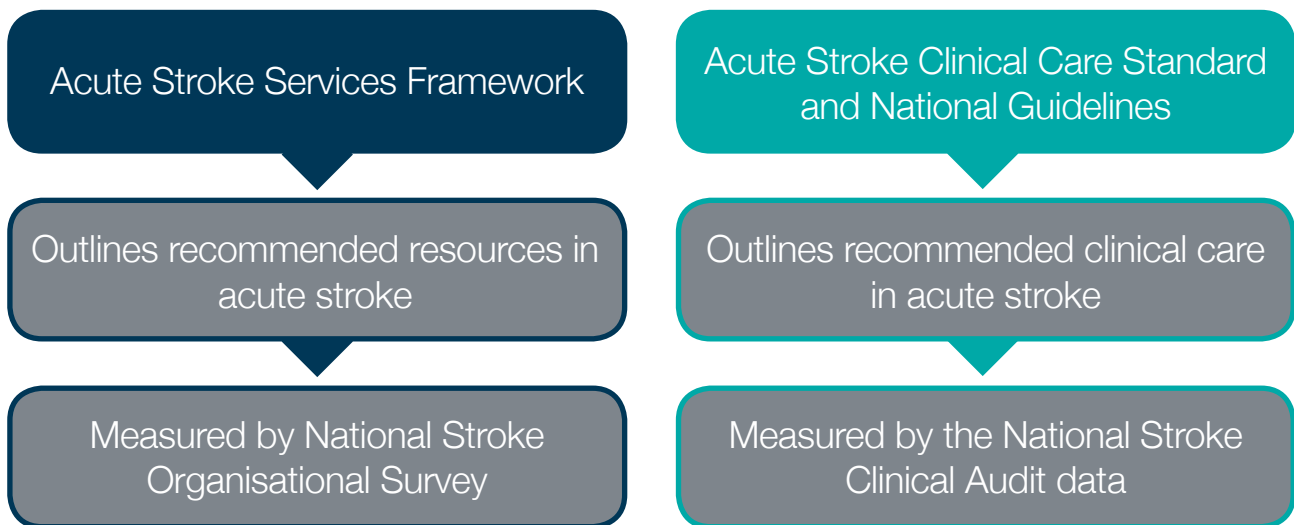 Acute Stroke Services Framework
Outlines recommended resources in
acute stroke
Measured by National Stroke
Organisational Survey
Acute Stroke Clinical Care Standard
and National Guidelines
Outlines recommended clinical care
in acute stroke
Measured by the National Stroke
Clinical Audit data